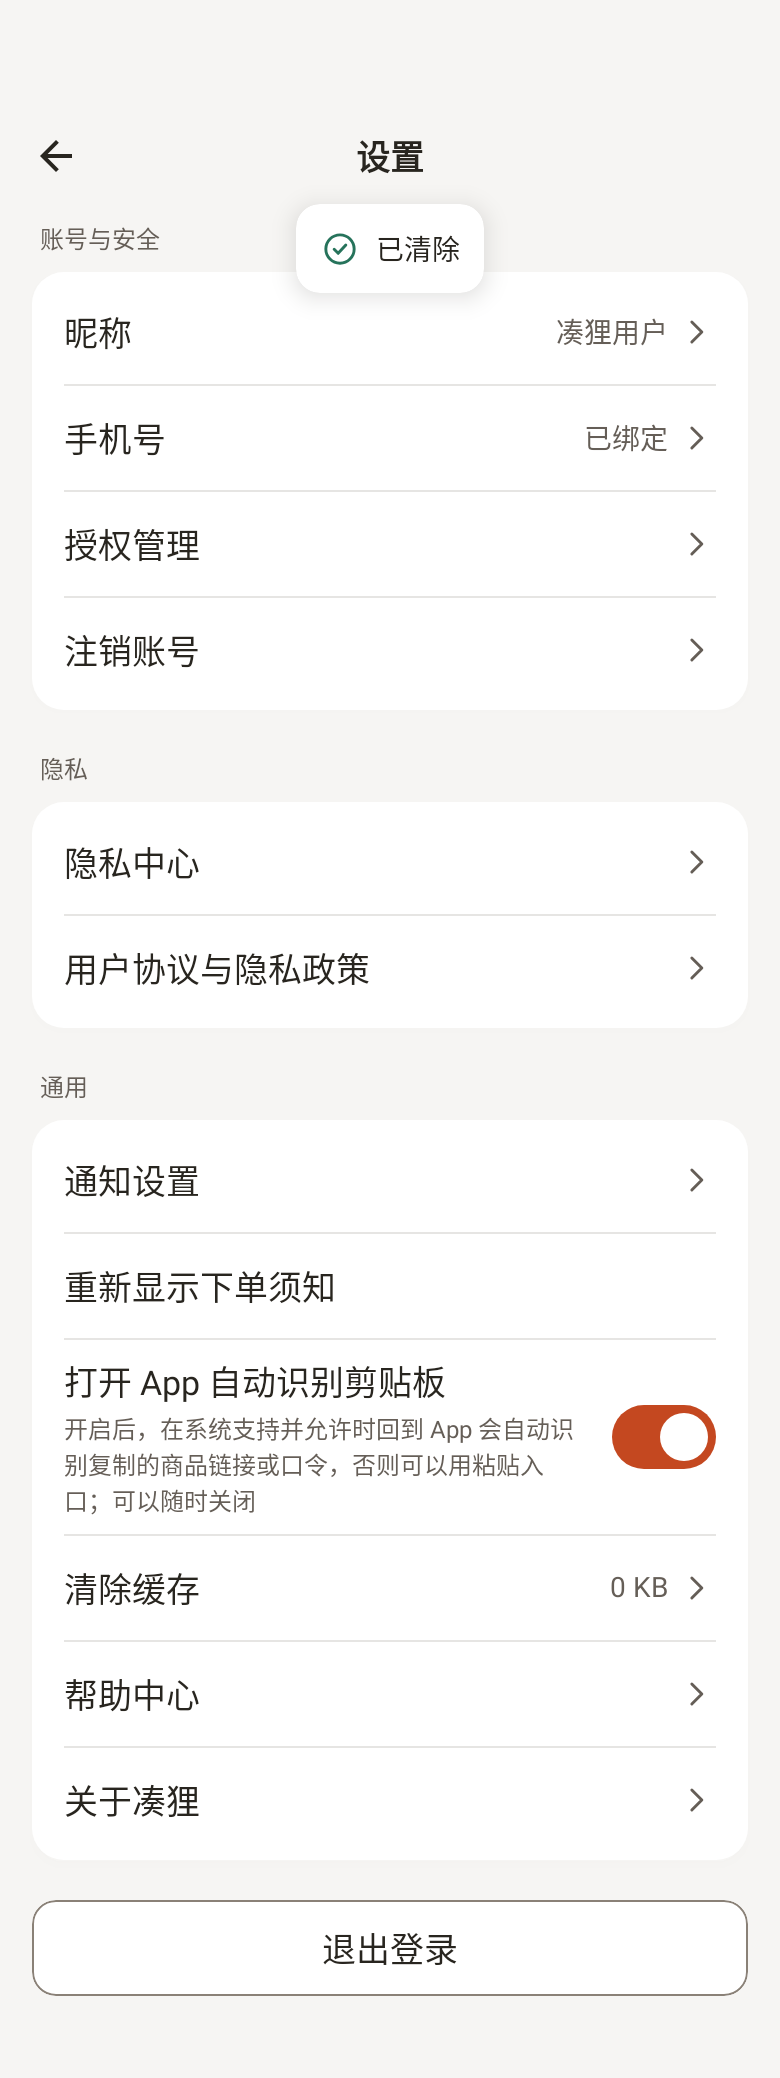 设置
已清除
账号与安全
昵称
凑狸用户
手机号
已绑定
授权管理
注销账号
隐私
隐私中心
用户协议与隐私政策
通用
通知设置
重新显示下单须知
打开 App 自动识别剪贴板
开启后，在系统支持并允许时回到 App 会自动识
别复制的商品链接或口令，否则可以用粘贴入
口；可以随时关闭
清除缓存
0 KB
帮助中心
关于凑狸
退出登录